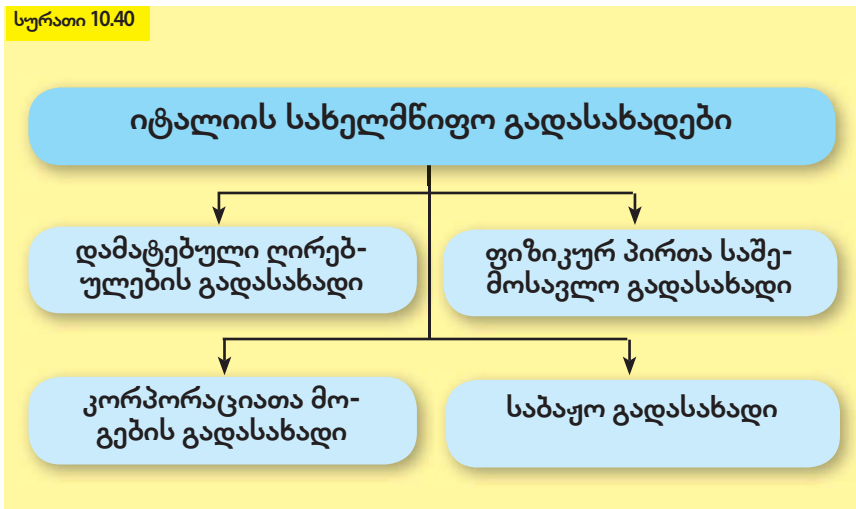 სურათი 10.40
იტალიის სახელმწიფო გადასახადები
დამატებული ღირებ-
ულების გადასახადი
ფიზიკურ პირთა საშე-
მოსავლო გადასახადი
კორპორაციათა მო-
გების გადასახადი
საბაჟო გადასახადი